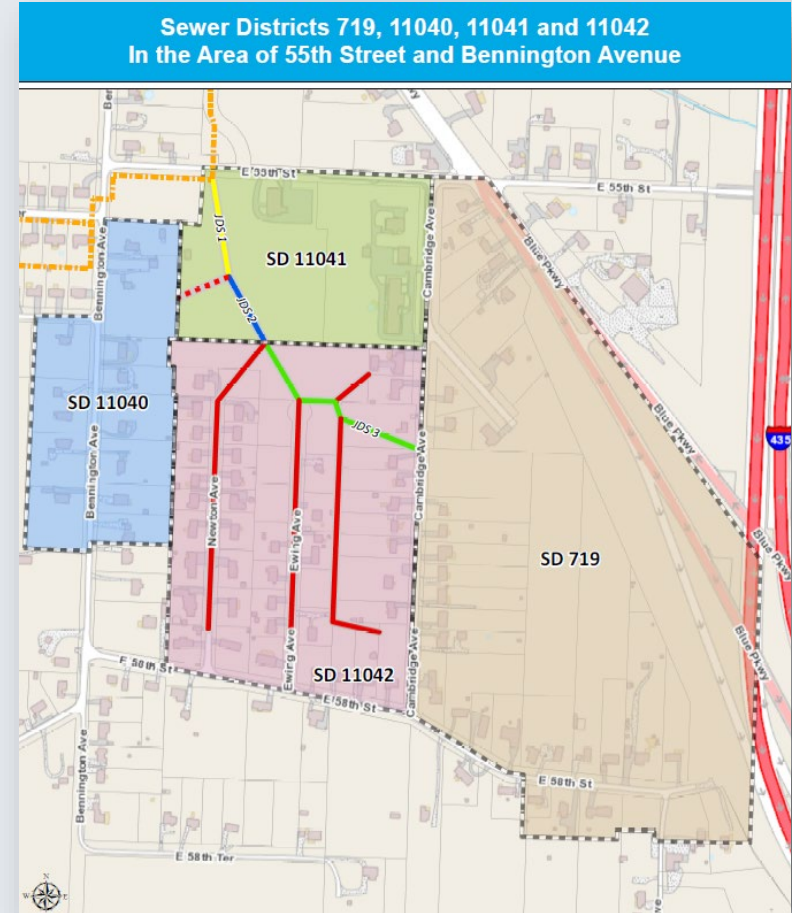 Sewer Districts 719, 11040, 11041 and 11042
In the Area of 55th Street and Bennington Avenue
E 55th St
E 55th St
JDS 1
SD 11041
Cambridge Ave
Blue Pkwy
Bennington Ave
JDS 2
SD 11040
435
Blue Pkwy
JDS 3
Cambridge Ave
Bennington Ave
Newton Ave
Ewing Ave
SD 719
Blue Pkwy
Blue Pkwy
Ewing Ave
SD 11042
Cambridge Ave
E 58th St
E 58th St
E 58th St
Bennington Ave
E 58th Ter
N
W
E